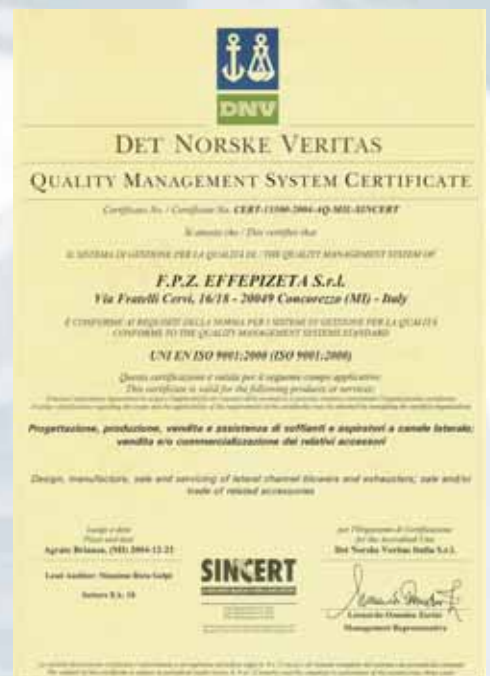 DNV
DET NORSKE VERITAS
QUALITY MANAGEMENT SYSTEM CERTIFICATE
Certificato No. / Certificate No. CERT-13500-2004-AQ-MIL-SINCERT
Si attesta che / This certifies that
IL SISTEMA DI GESTIONE PER LA QUALITÀ DI / THE QUALITY MANAGEMENT SYSTEM OF
F.P.Z. EFFEPIZETA S.r.l.
Via Fratelli Cervi, 16/18 - 20049 Concorezzo (MI) - Italy
È CONFORME AI REQUISITI DELLA NORMA PER I SISTEMI DI GESTIONE PER LA QUALITÀ
CONFORMS TO THE QUALITY MANAGEMENT SYSTEMS STANDARD
UNI EN ISO 9001:2000 (ISO 9001:2000)
Questa certificazione è valida per il seguente campo applicativo:
This certificate is valid for the following products or services:
Progettazione, produzione, vendita e assistenza di soffianti e aspiratori a canale laterale;
vendita e/o commercializzazione dei relativi accessori
Design, manufacture, sale and servicing of lateral channel blowers and exhausters; sale and/or
trade of related accessories
Luogo e data
Place and date
Agrate Brianza, (MI) 2004-12-22
Lead Auditor:
Settore EA: 18
SINCERT
per l'Organismo di Certificazione
for the Accredited Unit
Det Norske Veritas Italia S.r.l.
Management Representative